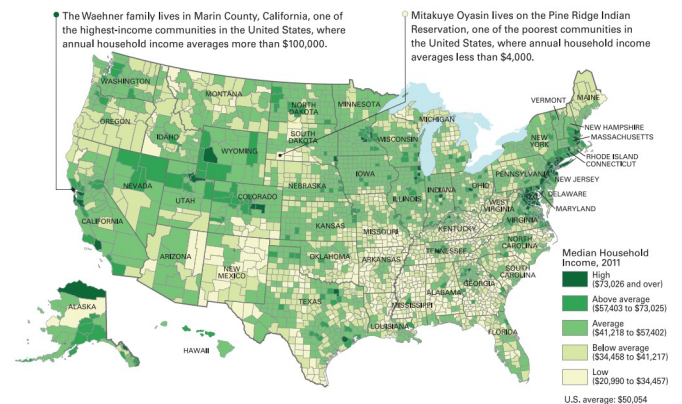 The Waehner family lives in Marin County, California, one of
the highest-income communities in the United States, where
annual household income averages more than $100,000.
Mitakuye Oyasin lives on the Pine Ridge Indian
Reservation, one of the poorest communities in
the United States, where annual household income
averages less than $4,000.
WASHINGTON
MONTANA
NORTH
DAKOTA
MINNESOTA
VERMONT
MAINE
OREGON
IDAHO
SOUTH
DAKOTA
WISCONSIN
MICHIGAN
NEW
YORK
NEW HAMPSHIRE
MASSACHUSETTS
WYOMING
RHODE ISLAND
CONNECTICUT
NEVADA
UTAH
COLORADO
NEBRASKA
IOWA
ILLINOIS
INDIANA
OHIO
PENNSYLVANIA
NEW JERSEY
DELAWARE
MARYLAND
WEST
VIRGINIA
VIRGINIA
CALIFORNIA
KANSAS
MISSOURI
KENTUCKY
ARIZONA
NEW
MEXICO
OKLAHOMA
ARKANSAS
TENNESSEE
NORTH
CAROLINA
SOUTH
CAROLINA
GEORGIA
ALABAMA
MISSISSIPPI
TEXAS
LOUISIANA
FLORIDA
ALASKA
HAWAII
Median Household
Income, 2011
High
($73,026 and over)
Above average
($57,403 to $73,025)
Average
($41,218 to $57,402)
Below average
($34,458 to $41,217)
Low
($20,990 to $34,457)
U.S. average: $50,054